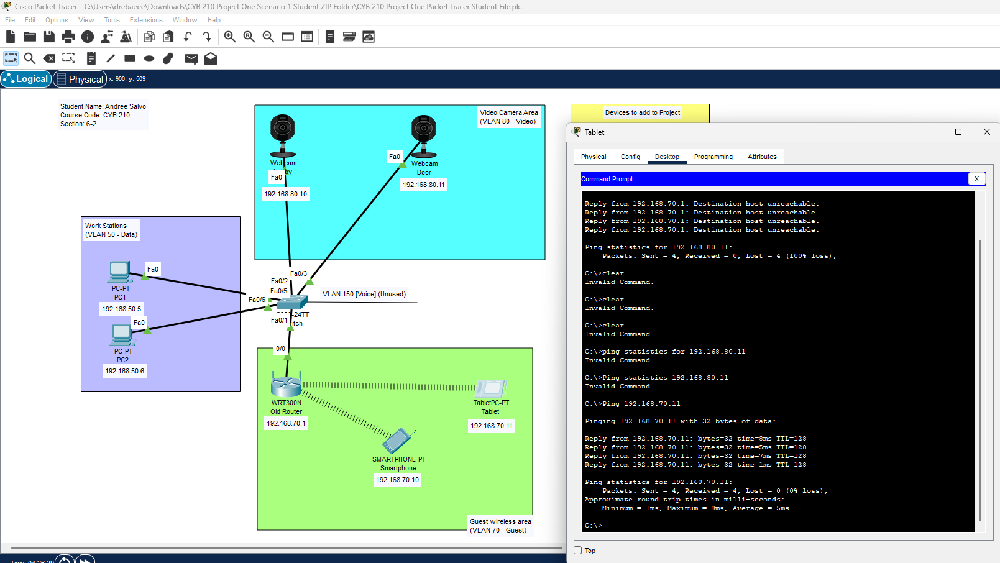 Cisco Packet Tracer - C:\Users\drebaeee\Downloads\CYB 210 Project One Scenario 1 Student ZIP Folder\CYB 210 Project One Packet Tracer Student File.pkt
File Edit Options View Tools Extensions Window Help
Logical Physical x: 900, y: 509
Student Name: Andree Salvo
Course Code: CYB 210
Section: 6-2
Video Camera Area
(VLAN 80 - Video)
Webcam
by
Fa0
192.168.80.10
Fa0
Webcam
Door
192.168.80.11
Devices to add to Project
Work Stations
(VLAN 50 - Data)
Fa0
PC-PT
PC1
192.168.50.5
Fa0
PC-PT
PC2
192.168.50.6
Fa0/3
Fa0/2
Fa0/5
Fa0/6
VLAN 150 [Voice] (Unused)
-24TT
itch
Fa0/1
0/0
WRT300N
Old Router
192.168.70.1
TabletPC-PT
Tablet
192.168.70.11
SMARTPHONE-PT
Smartphone
192.168.70.10
Guest wireless area
(VLAN 70 - Guest)
Time: 04:26:29
Tablet
Physical Config Desktop Programming Attributes
Command Prompt
X
Reply from 192.168.70.1: Destination host unreachable.
Reply from 192.168.70.1: Destination host unreachable.
Reply from 192.168.70.1: Destination host unreachable.
Reply from 192.168.70.1: Destination host unreachable.
Ping statistics for 192.168.80.11:
Packets: Sent = 4, Received = 0, Lost = 4 (100% loss),
C:\>clear
Invalid Command.
C:\>clear
Invalid Command.
C:\>clear
Invalid Command.
C:\>ping statistics for 192.168.80.11
Invalid Command.
C:\>Ping statistics 192.168.80.11
Invalid Command.
C:\>Ping 192.168.70.11
Pinging 192.168.70.11 with 32 bytes of data:
Reply from 192.168.70.11: bytes=32 time=8ms TTL=128
Reply from 192.168.70.11: bytes=32 time=5ms TTL=128
Reply from 192.168.70.11: bytes=32 time=7ms TTL=128
Reply from 192.168.70.11: bytes=32 time=1ms TTL=128
Ping statistics for 192.168.70.11:
Packets: Sent = 4, Received = 4, Lost = 0 (0% loss),
Approximate round trip times in milli-seconds:
Minimum = 1ms, Maximum = 8ms, Average = 5ms
C:\>
Top